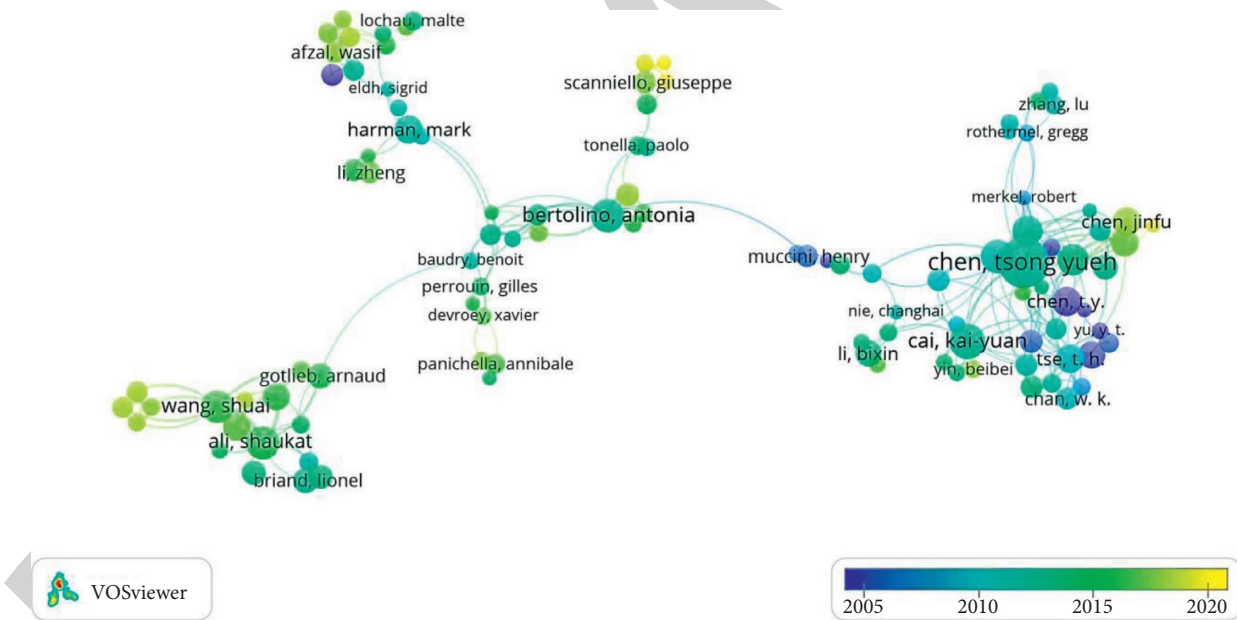 lochau, malte
afzal, wasif
eldh, sigrid
harman, mark
li, zheng
scanniello, giuseppe
tonella, paolo
bertolino, antonia
baudry, benoit
perrouin, gilles
devroey, xavier
panichella, annibale
gotlieb, arnaud
wang, shuai
ali, shaukat
briand, lionel
muccini, henry
zhang, lu
rothermel, gregg
merkel, robert
chen, jinfu
chen, tsong yueh
chen, t.y.
nie, changhai
yu, y. t.
cai, kai-yuan
li, bixin
yin, beibei
tse, t. h.
chan, w. k.
VOSviewer
2005 2010 2015 2020